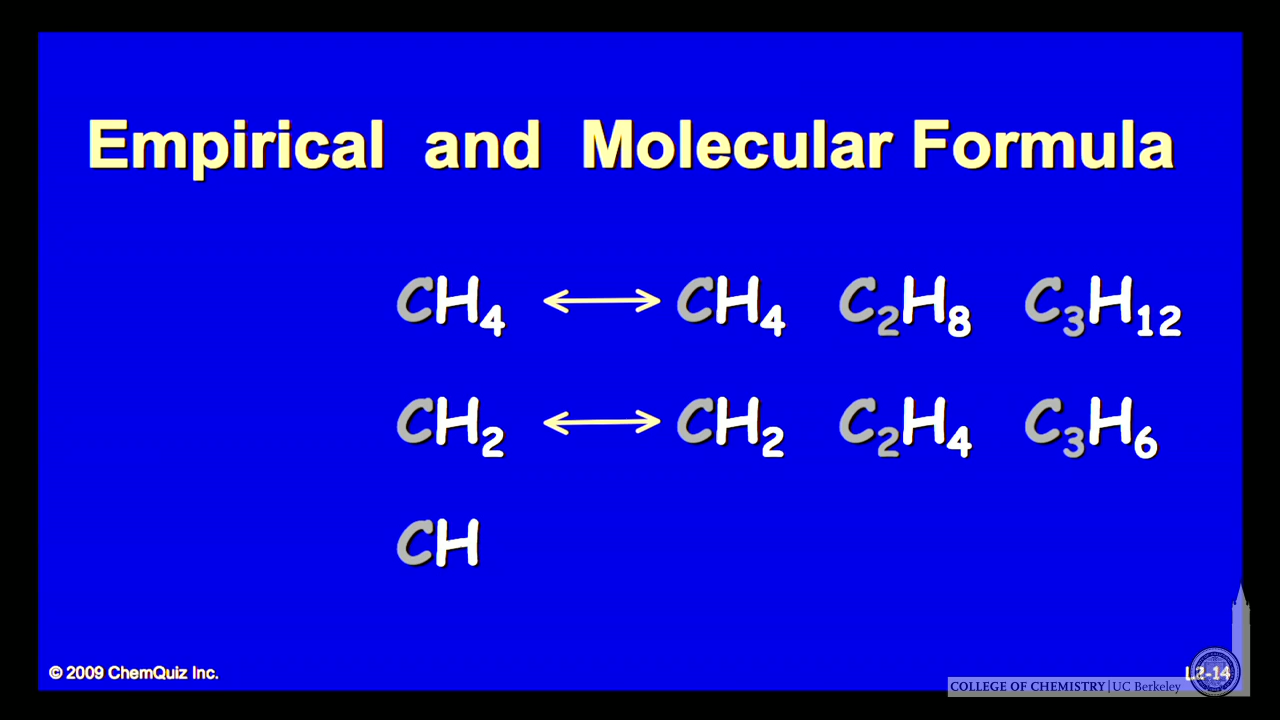 Empirical and Molecular Formula
CH₄ ⟷ CH₄ C₂H₈ C₃H₁₂
CH₂ ⟷ CH₂ C₂H₄ C₃H₆
CH
© 2009 ChemQuiz Inc.
L2-14
COLLEGE OF CHEMISTRY | UC Berkeley